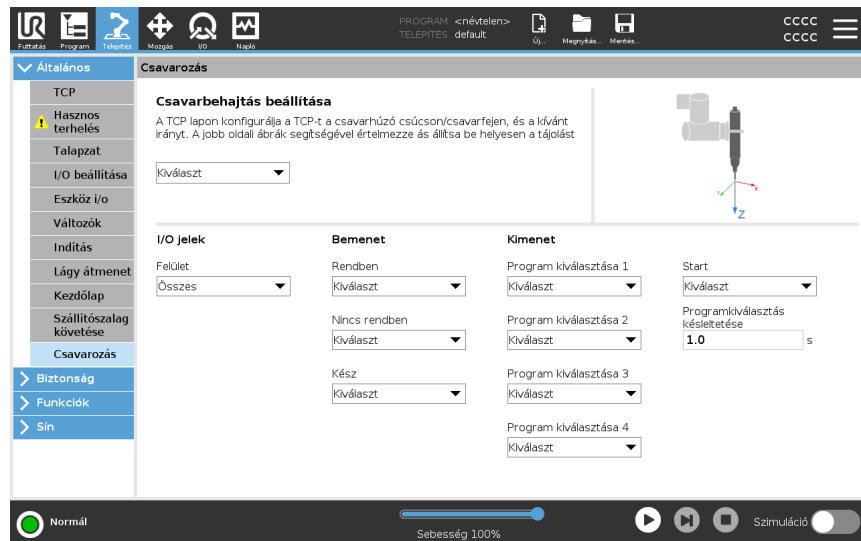 PROGRAM <névtelen>
TELEPÍTÉS default
cccc
cccc
Futtatás Program Telepítés Mozgás I/O Napló Új... Megnyitás... Mentés...
Általános
Csavarozás
TCP
Hasznos
terhelés
Talapzat
I/O beállítása
Eszköz i/o
Változók
Indítás
Lágy átmenet
Kezdőlap
Szállítószalag
követése
Csavarozás
Biztonság
Funkciók
Sín
Csavarbehajtás beállítása
A TCP lapon konfigurálja a TCP-t a csavarhúzó csúcson/csavarfejen, és a kívánt
irányt. A jobb oldali ábrák segítségével értelmezze ás állítsa be helyesen a tájolást
Kiválaszt
Y X
Z
I/O jelek
Felület
Összes
Bemenet
Rendben
Kiválaszt
Nincs rendben
Kiválaszt
Kész
Kiválaszt
Kimenet
Program kiválasztása 1
Kiválaszt
Program kiválasztása 2
Kiválaszt
Program kiválasztása 3
Kiválaszt
Program kiválasztása 4
Kiválaszt
Start
Kiválaszt
Programkiválasztás
késleltetése
1.0 s
Normál
Sebesség 100%
Szimuláció